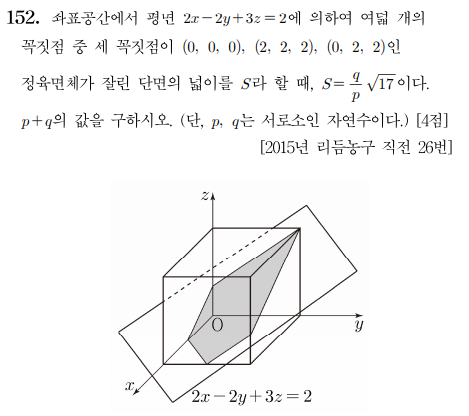 152. 좌표공간에서 평면 2x−2y+3z=2에 의하여 여덟 개의
꼭짓점 중 세 꼭짓점이 (0, 0, 0), (2, 2, 2), (0, 2, 2)인
정육면체가 잘린 단면의 넓이를 S라 할 때, S=q/p √17이다.
p+q의 값을 구하시오. (단, p, q는 서로소인 자연수이다.) [4점]
[2015년 리듬농구 직전 26번]
z
O
y
x
2x−2y+3z=2